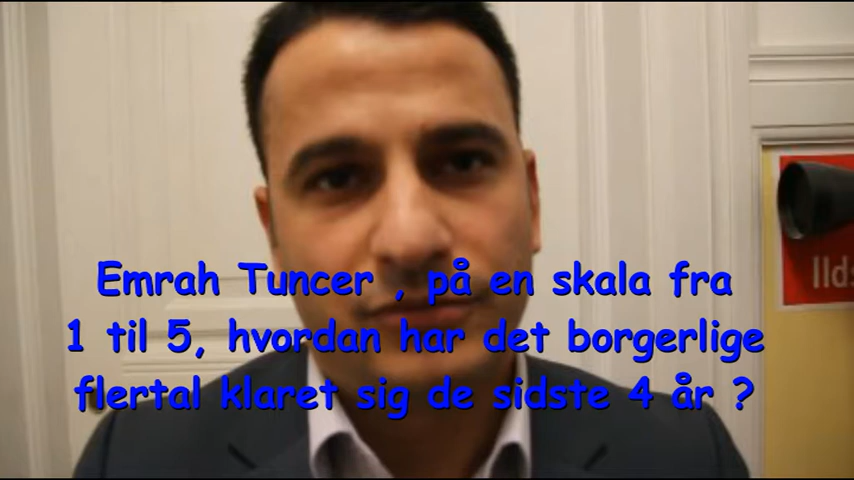 Emrah Tuncer , på en skala fra
1 til 5, hvordan har det borgerlige
flertal klaret sig de sidste 4 år ?
Ilds